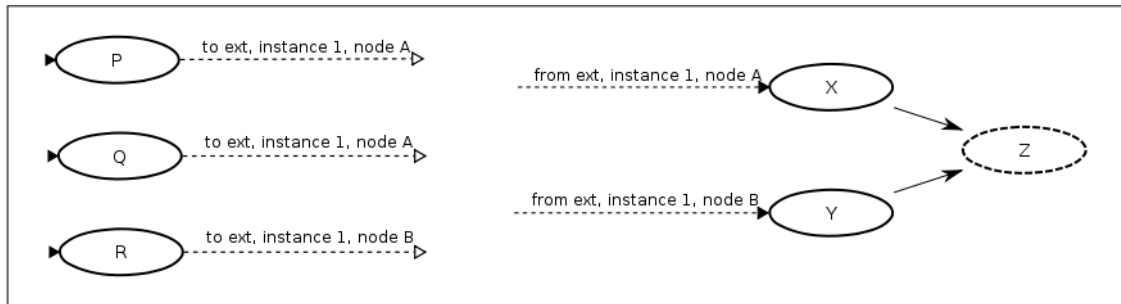 P
to ext, instance 1, node A
Q
to ext, instance 1, node A
R
to ext, instance 1, node B
from ext, instance 1, node A
X
from ext, instance 1, node B
Y
Z